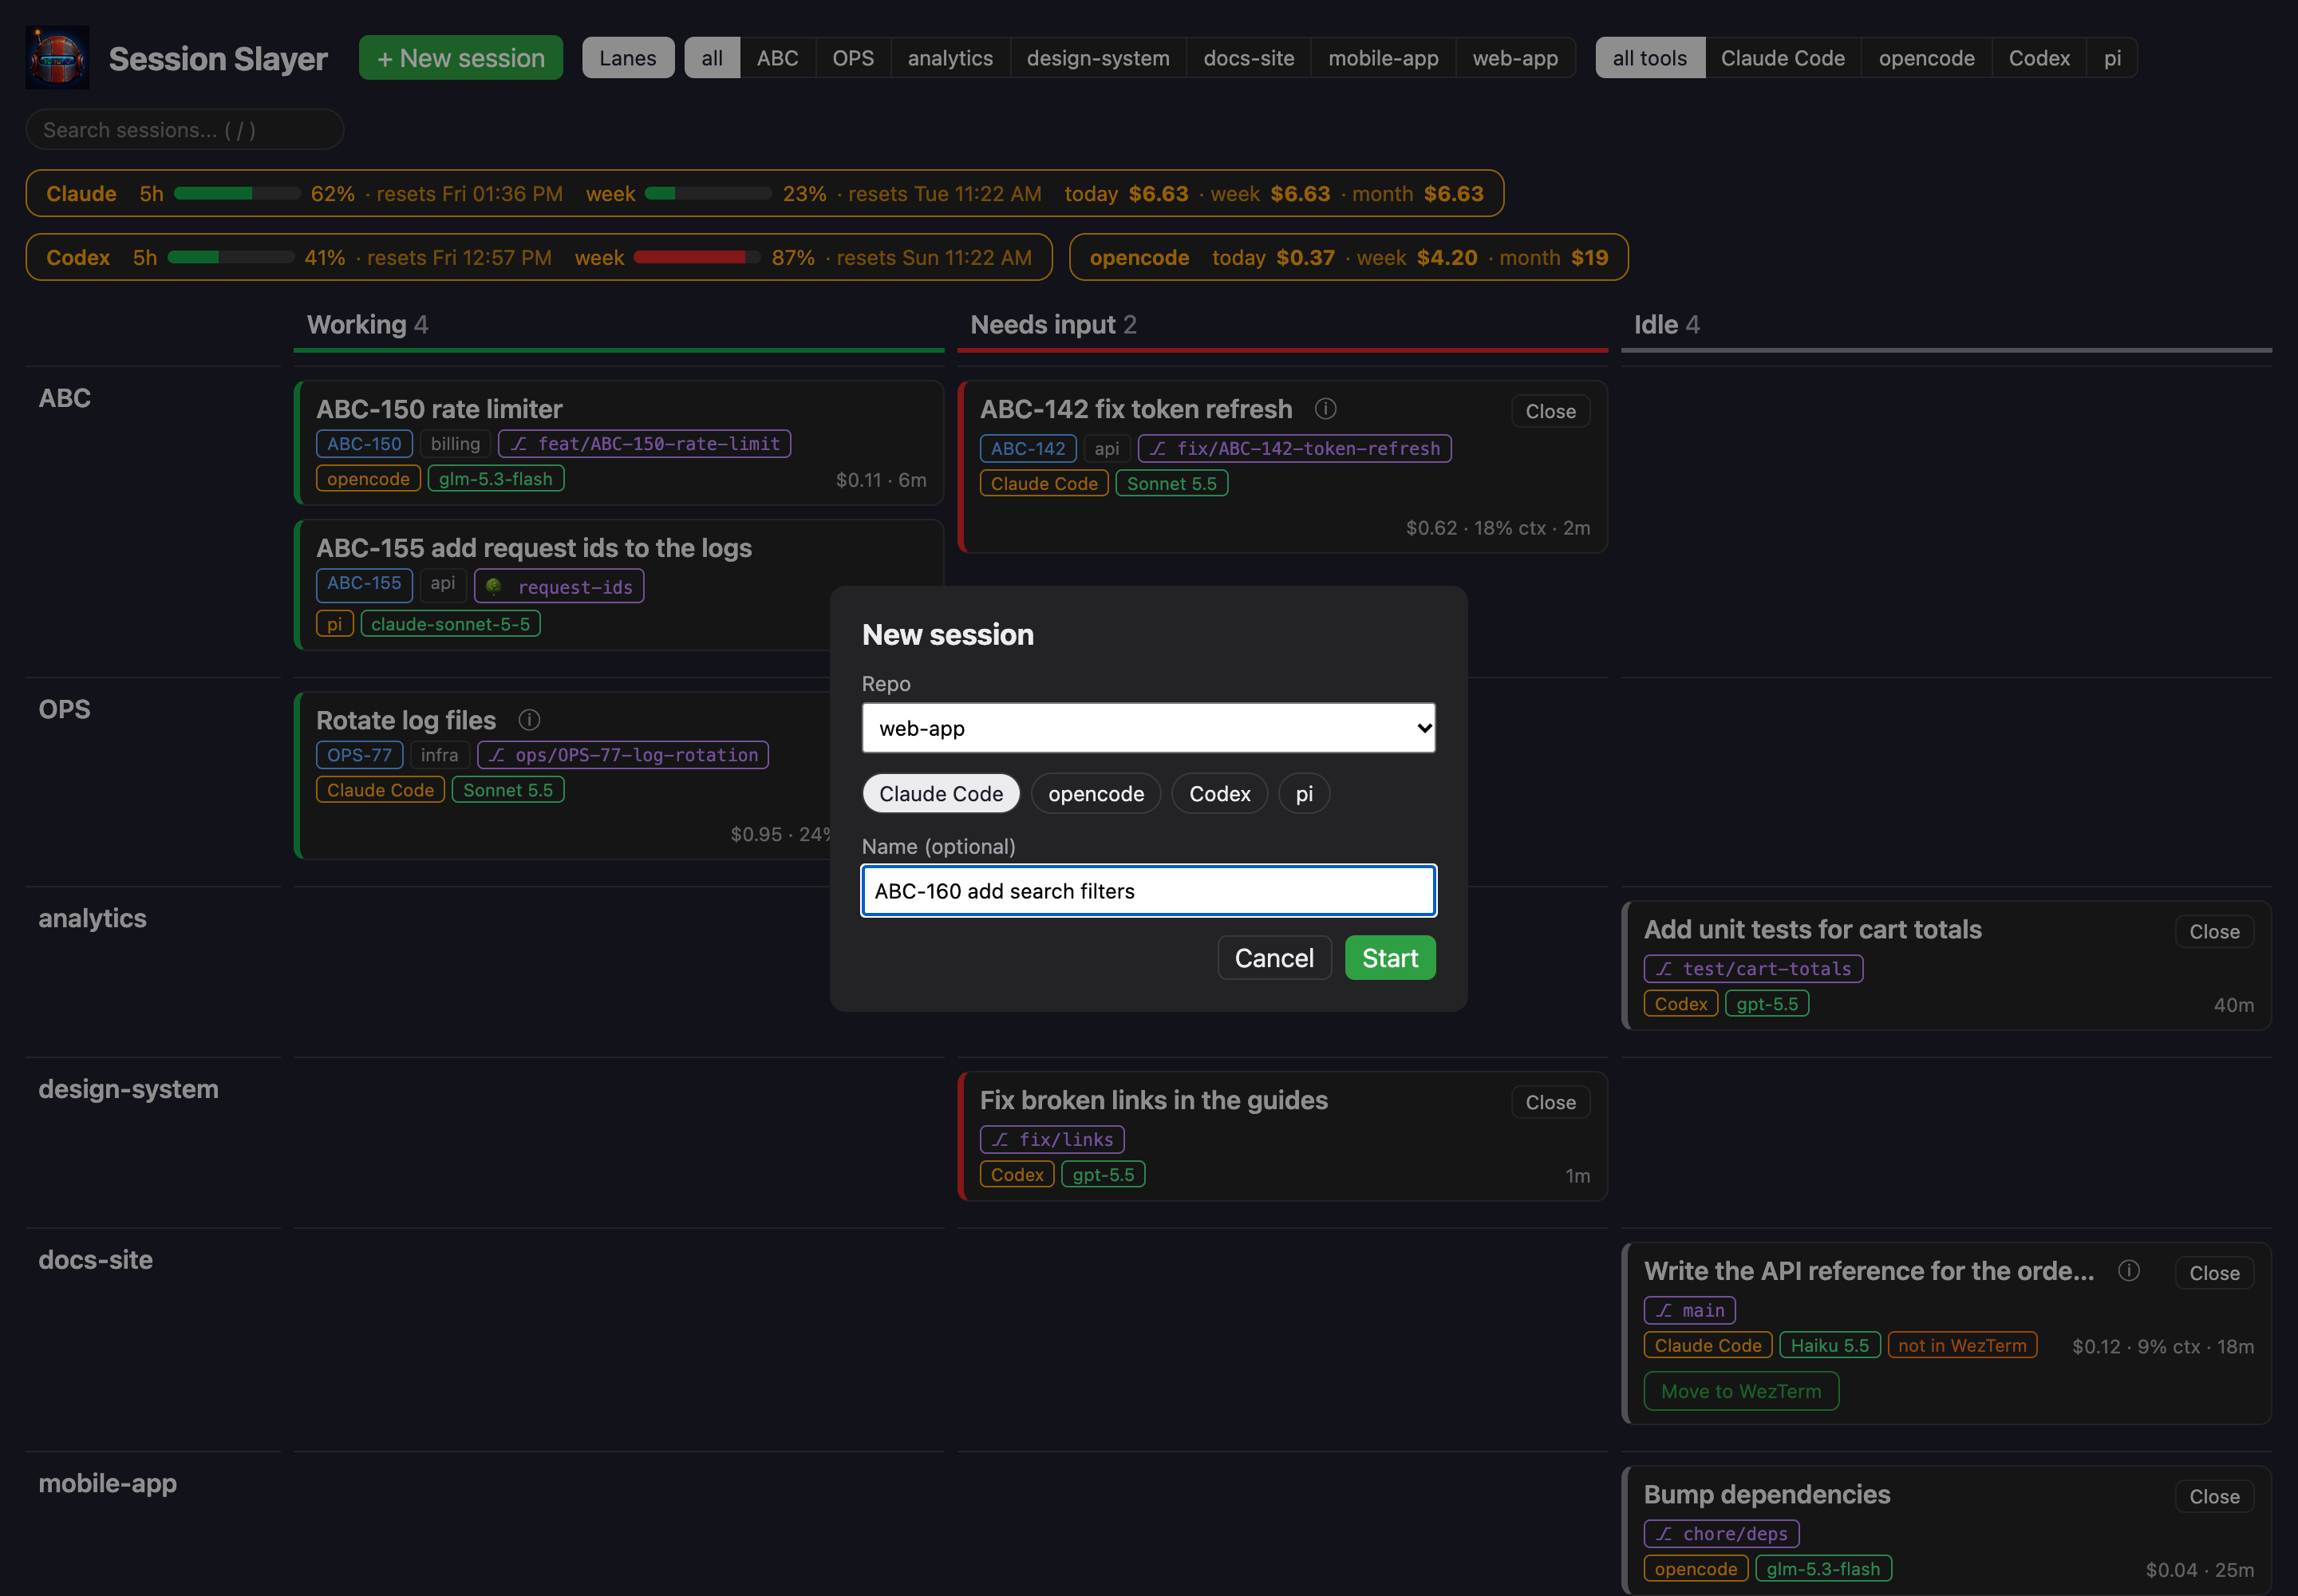 Session Slayer
+ New session
Lanes
all ABC OPS analytics design-system docs-site mobile-app web-app
all tools Claude Code opencode Codex pi
Search sessions... ( / )
Claude 5h 62% · resets Fri 01:36 PM week 23% · resets Tue 11:22 AM today $6.63 · week $6.63 · month $6.63
Codex 5h 41% · resets Fri 12:57 PM week 87% · resets Sun 11:22 AM
opencode today $0.37 · week $4.20 · month $19
Working 4
Needs input 2
Idle 4
ABC
ABC-150 rate limiter
ABC-150 billing feat/ABC-150-rate-limit
opencode glm-5.3-flash $0.11 · 6m
ABC-155 add request ids to the logs
ABC-155 api request-ids
pi claude-sonnet-5-5
ABC-142 fix token refresh ⓘ Close
ABC-142 api fix/ABC-142-token-refresh
Claude Code Sonnet 5.5
$0.62 · 18% ctx · 2m
OPS
Rotate log files ⓘ
OPS-77 infra ops/OPS-77-log-rotation
Claude Code Sonnet 5.5
$0.95 · 24%
New session
Repo
web-app
Claude Code opencode Codex pi
Name (optional)
ABC-160 add search filters
Cancel Start
analytics
Add unit tests for cart totals Close
test/cart-totals
Codex gpt-5.5 40m
design-system
Fix broken links in the guides Close
fix/links
Codex gpt-5.5 1m
docs-site
Write the API reference for the orde... ⓘ Close
main
Claude Code Haiku 5.5 not in WezTerm $0.12 · 9% ctx · 18m
Move to WezTerm
mobile-app
Bump dependencies Close
chore/deps
opencode glm-5.3-flash $0.04 · 25m